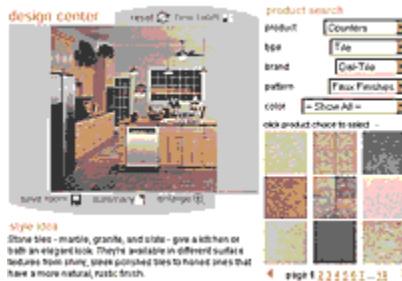 design center
reset
product search
product Counters
type Tile
brand Dal-Tile
pattern Faux Finishes
color - Show All -
click product choice to select
save room summary enlarge
style idea
Stone tiles - marble, granite, and slate - give a kitchen or
bath an elegant look. They're available in different surface
textures from shiny, sleek polished tiles to honed ones that
have a more natural, rustic finish.
page 1 2 3 4 5 6 7 ...